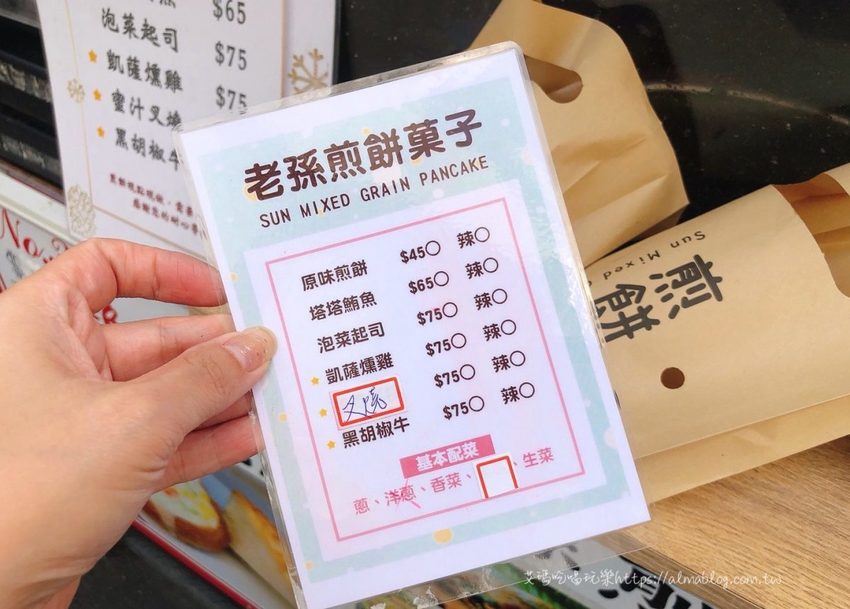 $65
泡菜起司 $75
凱薩燻雞 $75
蜜汁叉燒 $75
黑胡椒牛
老孫煎餅菓子
SUN MIXED GRAIN PANCAKE
原味煎餅 $45○ 辣○
塔塔鮪魚 $65○ 辣○
泡菜起司 $75○ 辣○
凱薩燻雞 $75○ 辣○
叉燒 $75○ 辣○
黑胡椒牛 $75○ 辣○
基本配菜
蔥、洋蔥、香菜、 、生菜
Sun Mixed
煎餅
艾瑪吃喝玩樂https://almablog.com.tw